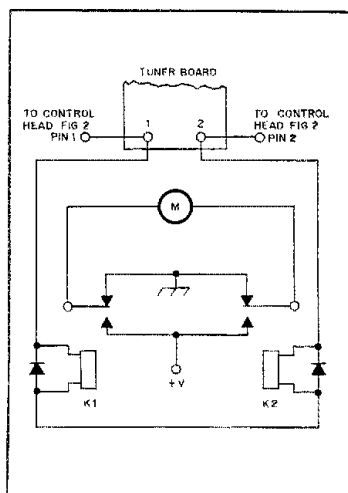 TUNER BOARD
TO CONTROL
HEAD FIG 2
PIN 1
1
2
TO CONTROL
HEAD FIG 2
PIN 2
M
+V
K1
K2